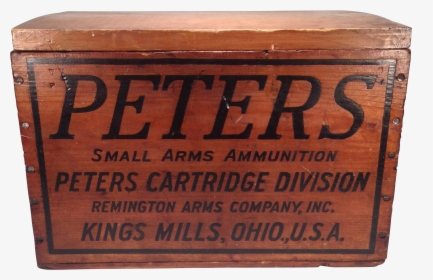 PETERS
SMALL ARMS AMMUNITION
PETERS CARTRIDGE DIVISION
REMINGTON ARMS COMPANY, INC.
KINGS MILLS, OHIO., U.S.A.